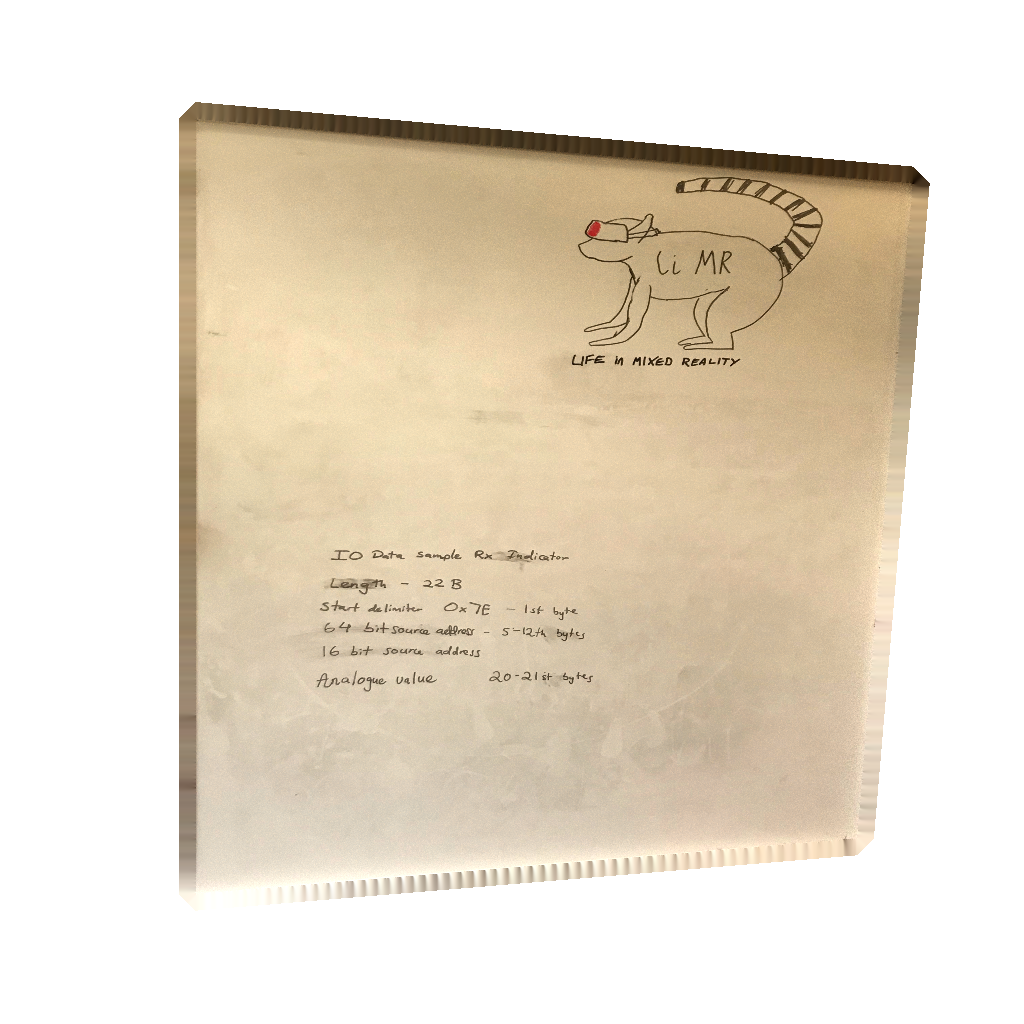 Li MR
LIFE in MIXED REALITY
IO Data sample Rx Indicator
Length - 22 B
Start delimiter 0x7E - 1st byte
64 bit source address - 5-12th bytes
16 bit source address
Analogue value 20-21st bytes